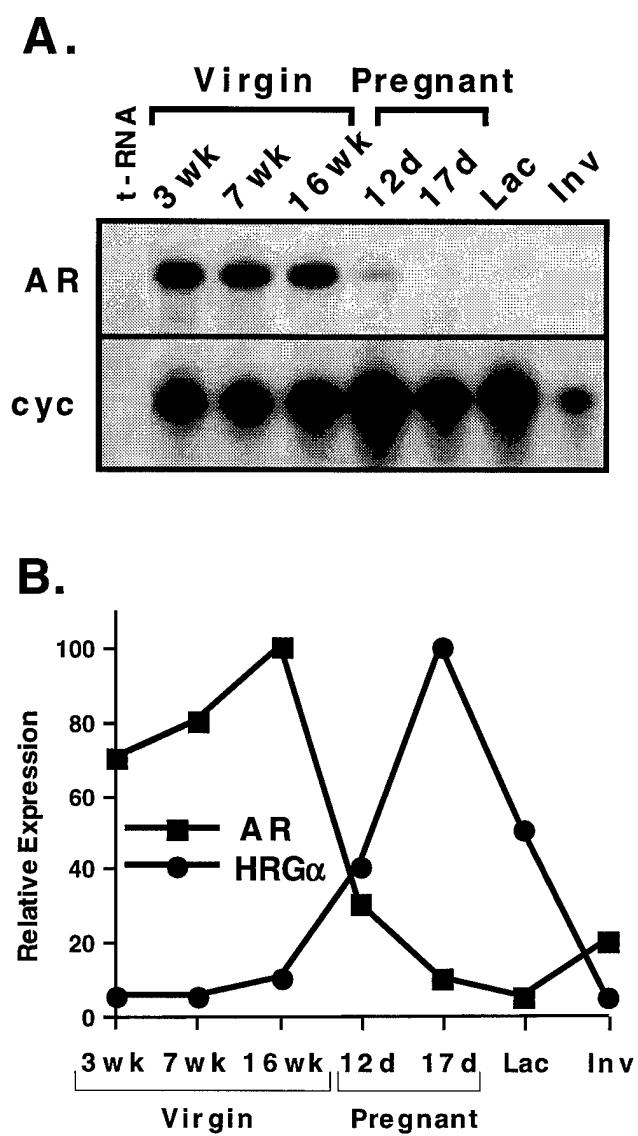 A.
Virgin Pregnant
t-RNA 3 wk 7 wk 16 wk 12d 17d Lac Inv
AR
cyc
B.
Relative Expression
100
80
60
40
20
0
AR
HRGα
3 wk 7 wk 16 wk 12 d 17 d Lac Inv
Virgin Pregnant